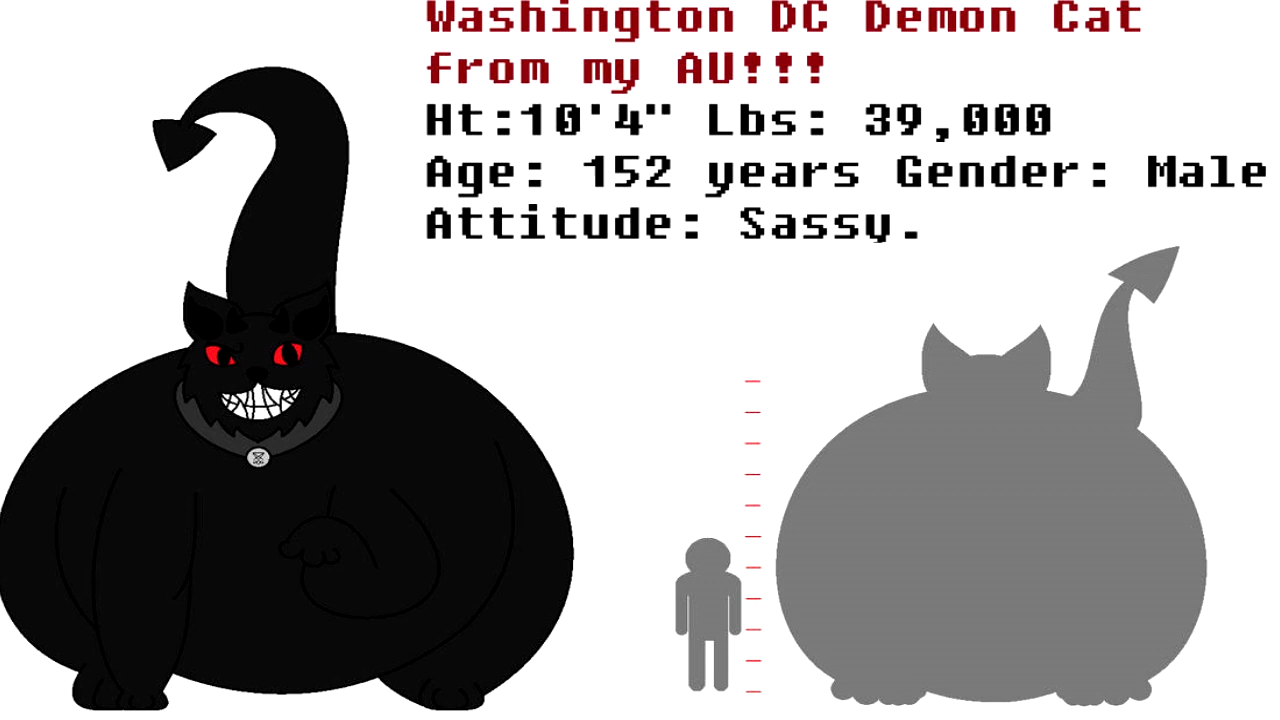 Washington DC Demon Cat
from my AU!!!
Ht:10'4" Lbs: 39,000
Age: 152 years Gender: Male
Attitude: Sassy.